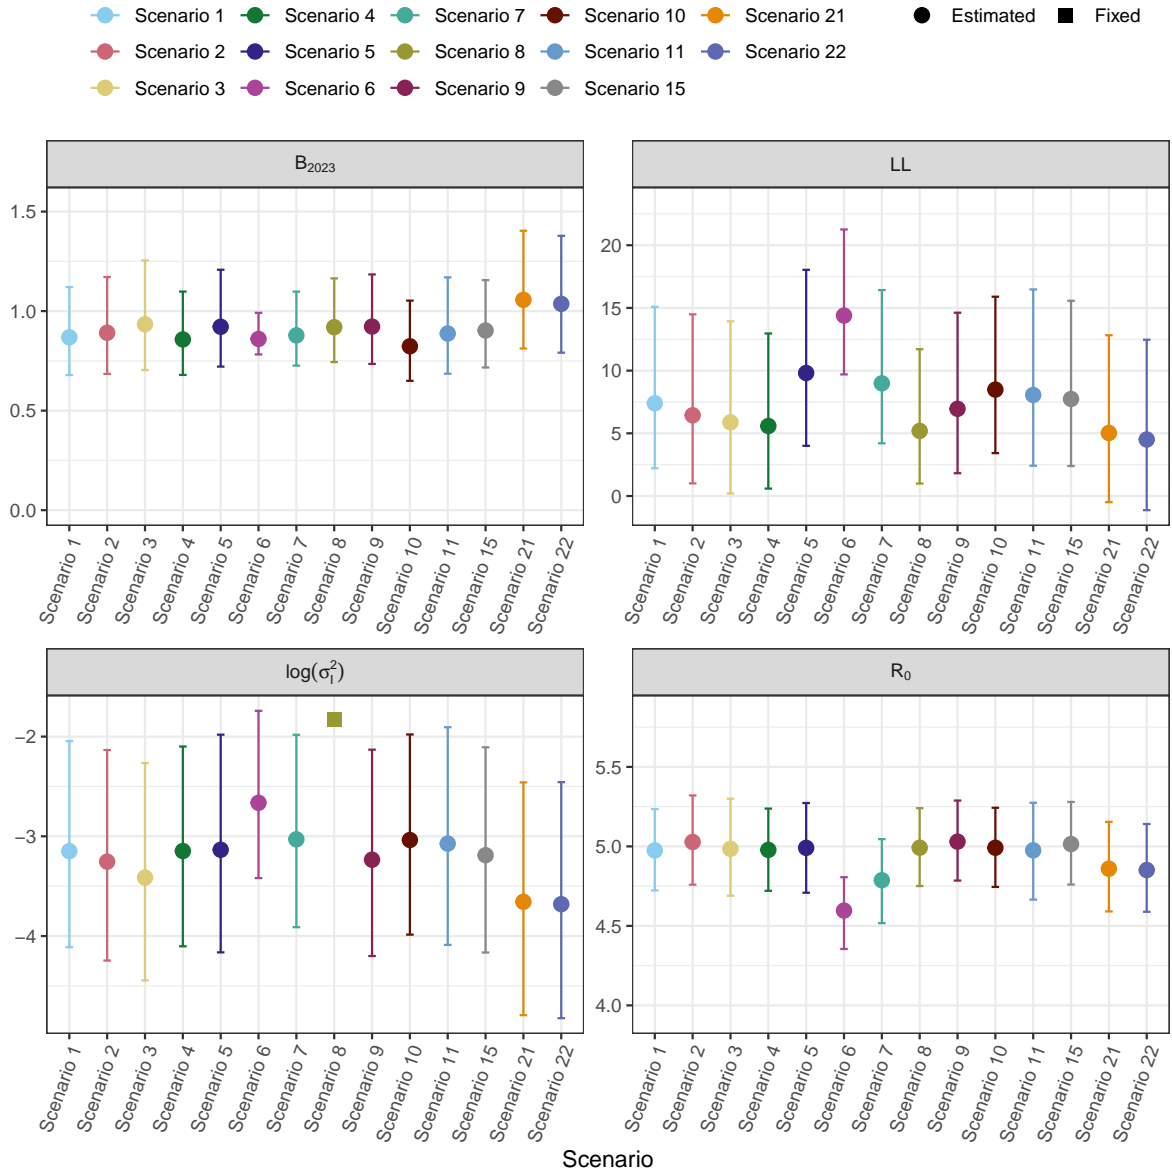 Scenario 1 Scenario 4 Scenario 7 Scenario 10 Scenario 21 Estimated Fixed
Scenario 2 Scenario 5 Scenario 8 Scenario 11 Scenario 22
Scenario 3 Scenario 6 Scenario 9 Scenario 15
B₂₀₂₃
1.5
1.0
0.5
0.0
Scenario 1 Scenario 2 Scenario 3 Scenario 4 Scenario 5 Scenario 6 Scenario 7 Scenario 8 Scenario 9 Scenario 10 Scenario 11 Scenario 15 Scenario 21 Scenario 22
LL
20
15
10
5
0
Scenario 1 Scenario 2 Scenario 3 Scenario 4 Scenario 5 Scenario 6 Scenario 7 Scenario 8 Scenario 9 Scenario 10 Scenario 11 Scenario 15 Scenario 21 Scenario 22
log(σ_I^2)
−2
−3
−4
Scenario 1 Scenario 2 Scenario 3 Scenario 4 Scenario 5 Scenario 6 Scenario 7 Scenario 8 Scenario 9 Scenario 10 Scenario 11 Scenario 15 Scenario 21 Scenario 22
R₀
5.5
5.0
4.5
4.0
Scenario 1 Scenario 2 Scenario 3 Scenario 4 Scenario 5 Scenario 6 Scenario 7 Scenario 8 Scenario 9 Scenario 10 Scenario 11 Scenario 15 Scenario 21 Scenario 22
Scenario